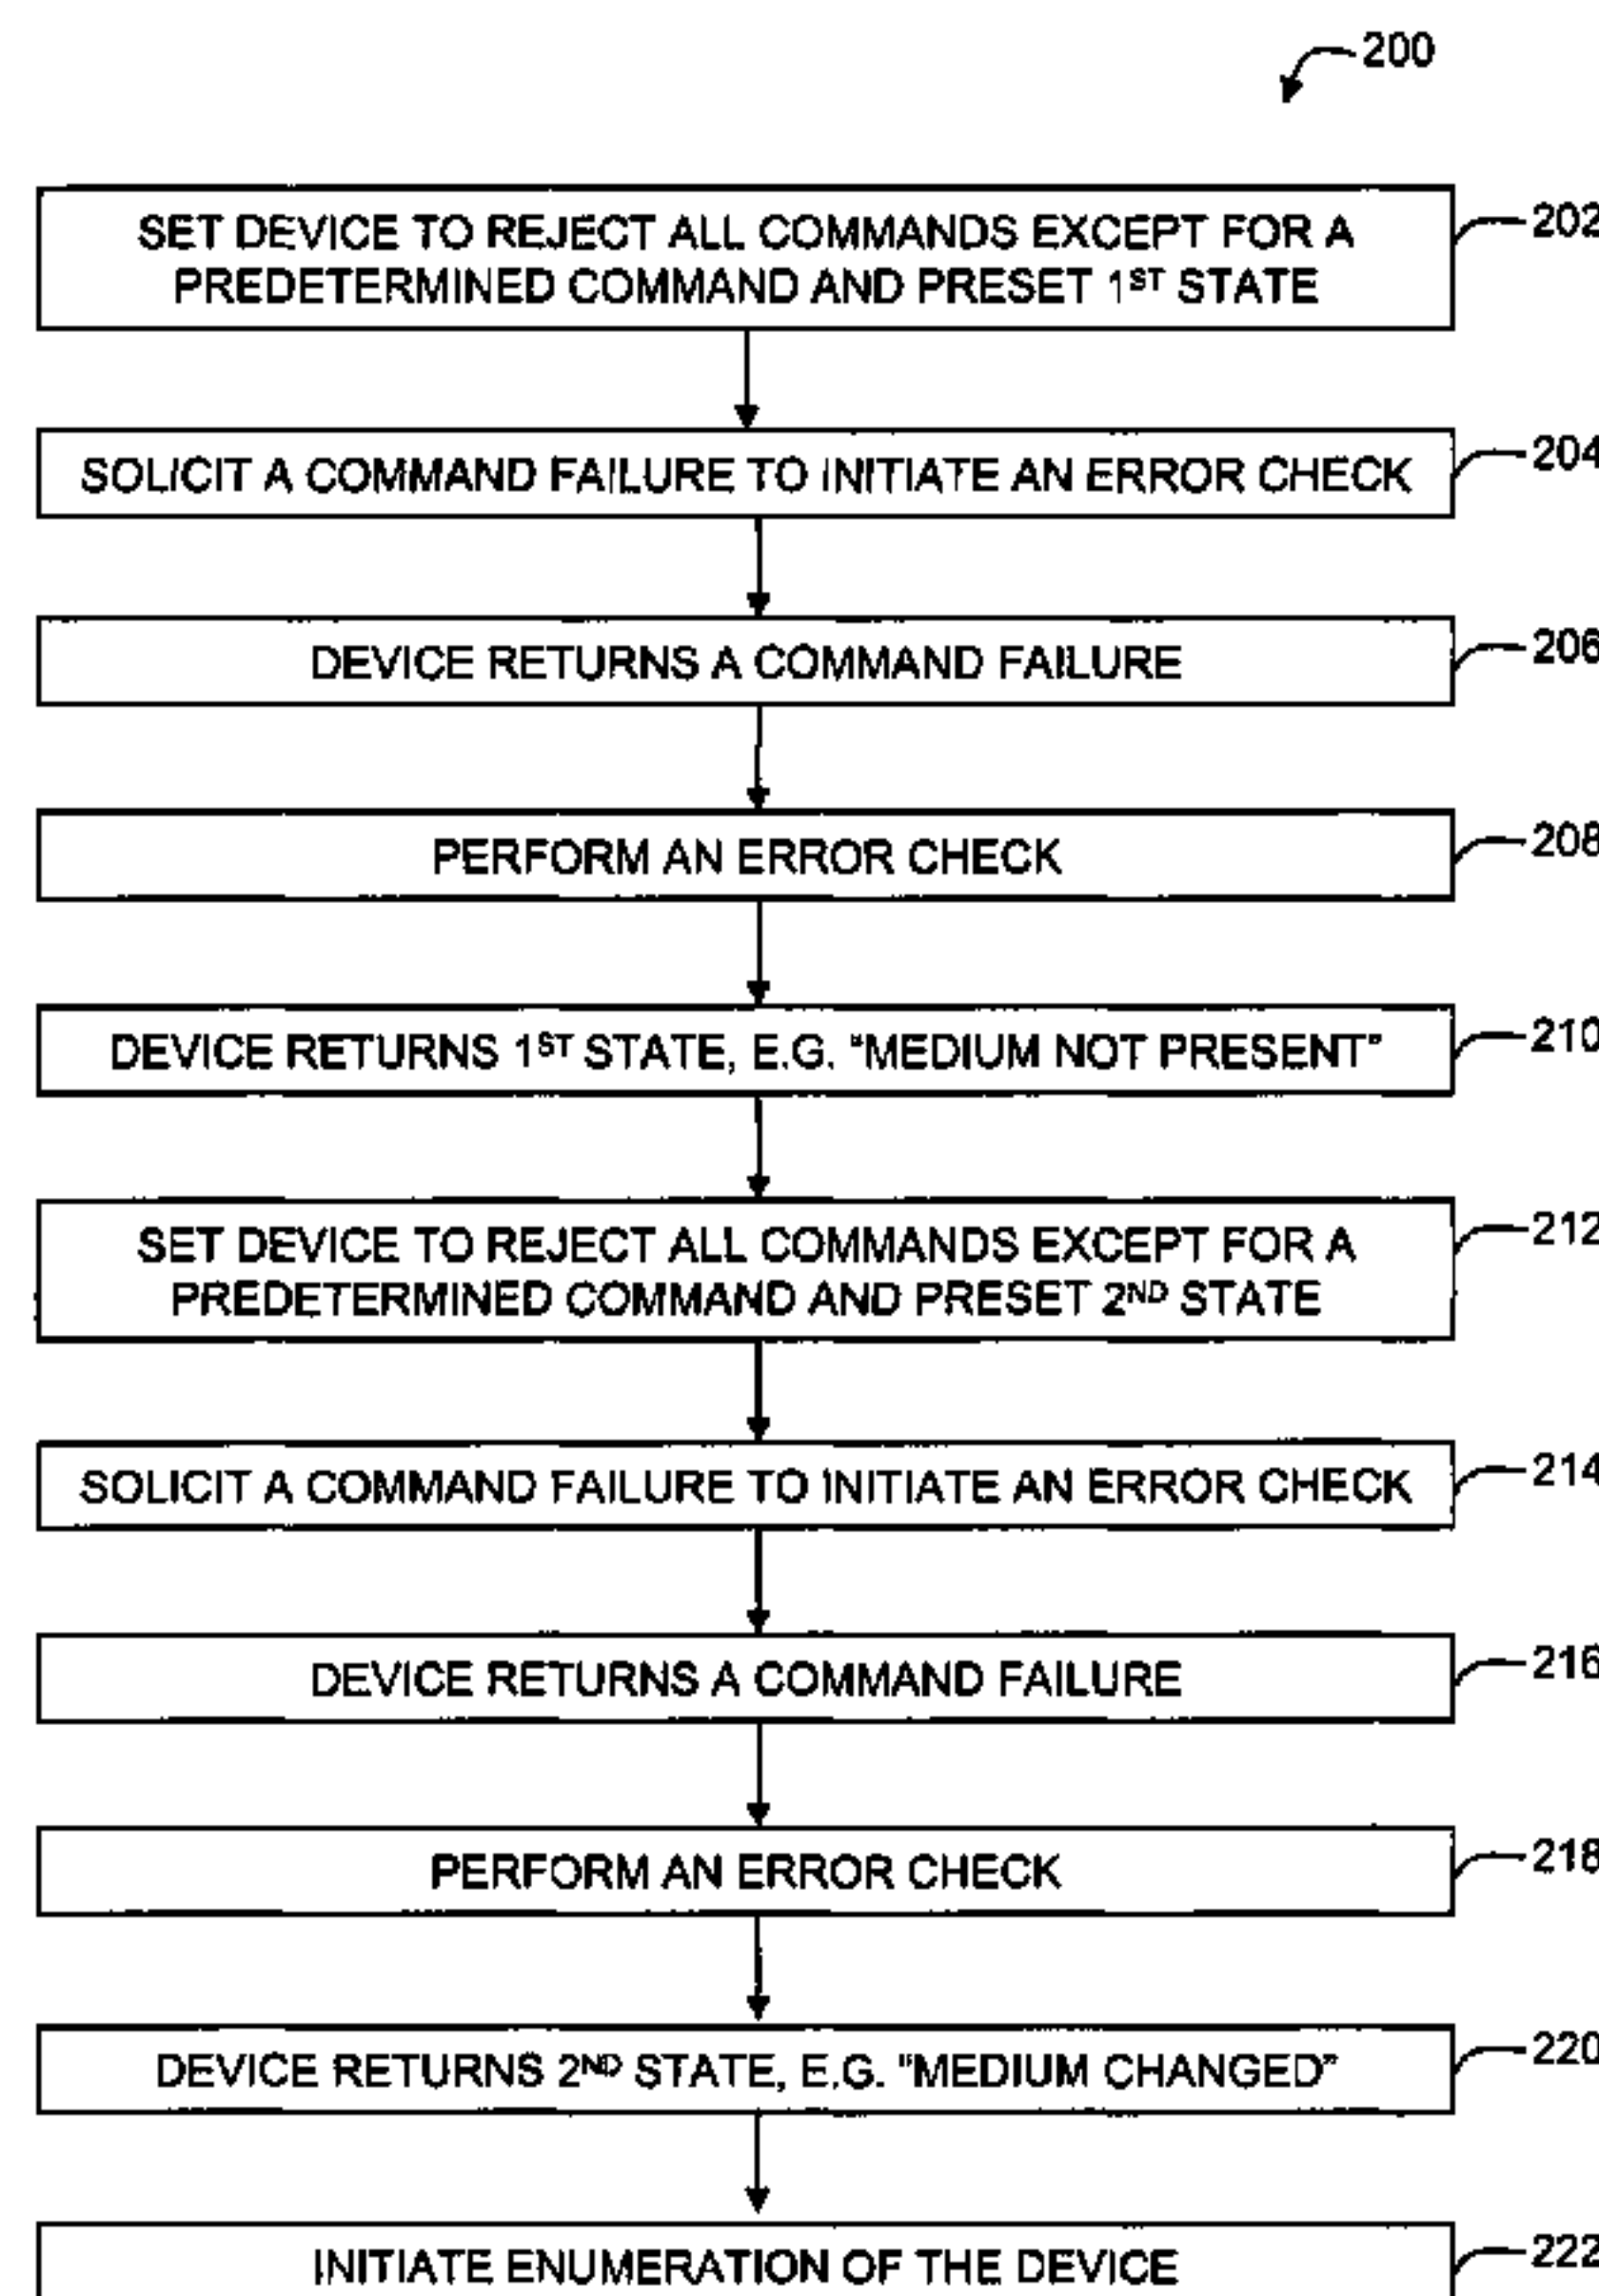 200
SET DEVICE TO REJECT ALL COMMANDS EXCEPT FOR A
PREDETERMINED COMMAND AND PRESET 1ST STATE
202
SOLICIT A COMMAND FAILURE TO INITIATE AN ERROR CHECK
204
DEVICE RETURNS A COMMAND FAILURE
206
PERFORM AN ERROR CHECK
208
DEVICE RETURNS 1ST STATE, E.G. "MEDIUM NOT PRESENT"
210
SET DEVICE TO REJECT ALL COMMANDS EXCEPT FOR A
PREDETERMINED COMMAND AND PRESET 2ND STATE
212
SOLICIT A COMMAND FAILURE TO INITIATE AN ERROR CHECK
214
DEVICE RETURNS A COMMAND FAILURE
216
PERFORM AN ERROR CHECK
218
DEVICE RETURNS 2ND STATE, E.G. "MEDIUM CHANGED"
220
INITIATE ENUMERATION OF THE DEVICE
222